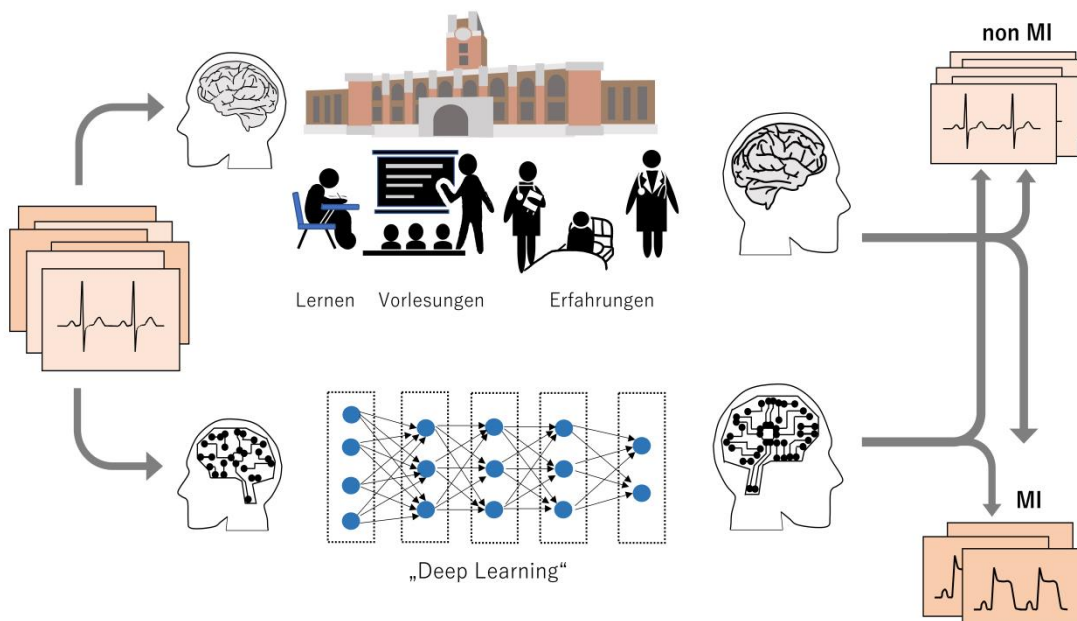 non MI
Lernen
Vorlesungen
Erfahrungen
„Deep Learning“
MI